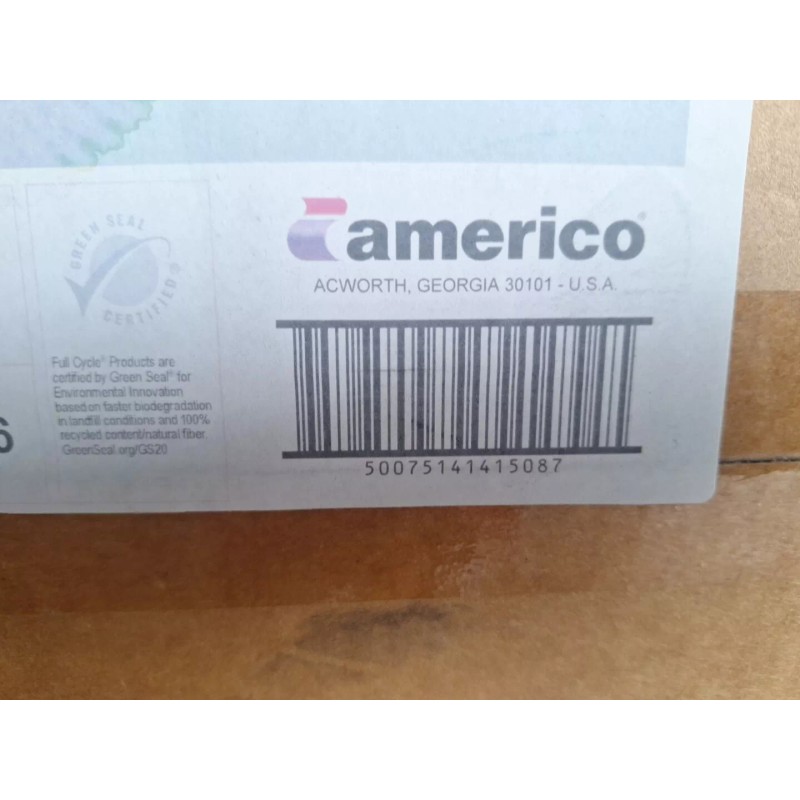 GREEN SEAL
CERTIFIED®
Full Cycle® Products are
certified by Green Seal® for
Environmental Innovation
based on faster biodegradation
in landfill conditions and 100%
recycled content/natural fiber.
GreenSeal.org/GS20
6
americo®
ACWORTH, GEORGIA 30101 - U.S.A.
50075141415087